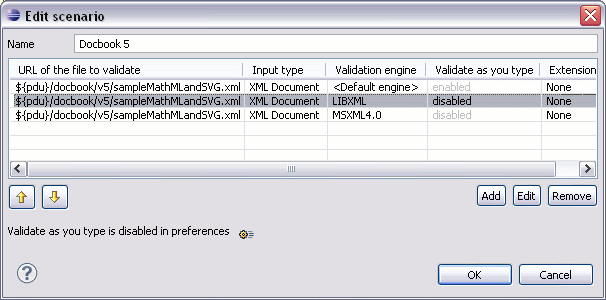 Edit scenario
Name Docbook 5
URL of the file to validate Input type Validation engine Validate as you type Extension
${pdu}/docbook/v5/sampleMathMLandSVG.xml XML Document <Default engine> enabled None
${pdu}/docbook/v5/sampleMathMLandSVG.xml XML Document LIBXML disabled None
${pdu}/docbook/v5/sampleMathMLandSVG.xml XML Document MSXML4.0 disabled None
Add Edit Remove
Validate as you type is disabled in preferences
? OK Cancel